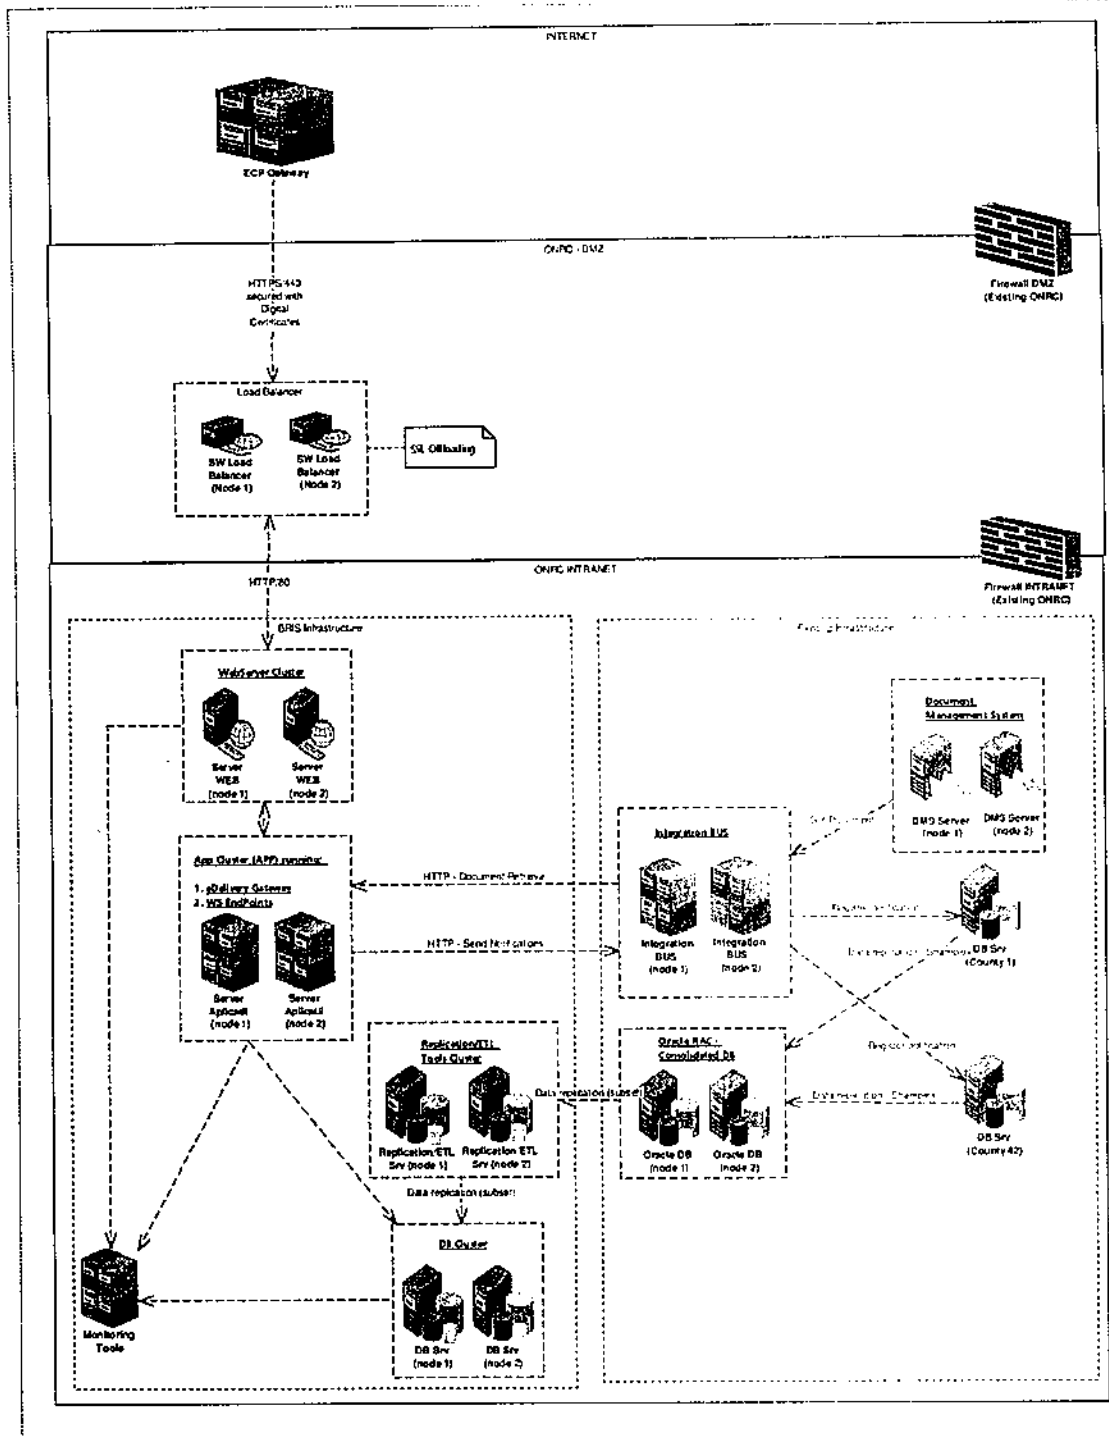 INTERNET
ECP Gateway
ONRC - DMZ
Firewall DMZ
(Existing ONRC)
HTTPS/443
secured with
Digital
Certificates
Load Balancer
SW Load
Balancer
(Node 1)
SW Load
Balancer
(Node 2)
SSL Offloading
ONRC INTRANET
Firewall INTRANET
(Existing ONRC)
HTTP/80
BRIS Infrastructure
WebServer Cluster
Server
WEB
(node 1)
Server
WEB
(node 2)
App Cluster (APP) running:
1. eDelivery Gateway
2. WS EndPoints
Server
Aplicatii
(node 1)
Server
Aplicatii
(node 2)
HTTP - Document Retrieve
HTTP - Send Notifications
Replication/ETL
Tools Cluster
Replication/ETL
Srv (node 1)
Replication ETL
Srv (node 2)
Data replication (subset)
DB Cluster
DB Srv
(node 1)
DB Srv
(node 2)
Monitoring
Tools
Existing Infrastructure
Document
Management System
DMS Server
(node 1)
DMS Server
(node 2)
Document
Integration BUS
Integration
BUS
(node 1)
Integration
BUS
(node 2)
DB Srv
(County 1)
Register notification
Oracle RAC -
Consolidated DB
Data replication (subset)
Oracle DB
(node 1)
Oracle DB
(node 2)
DB Srv
(County 42)